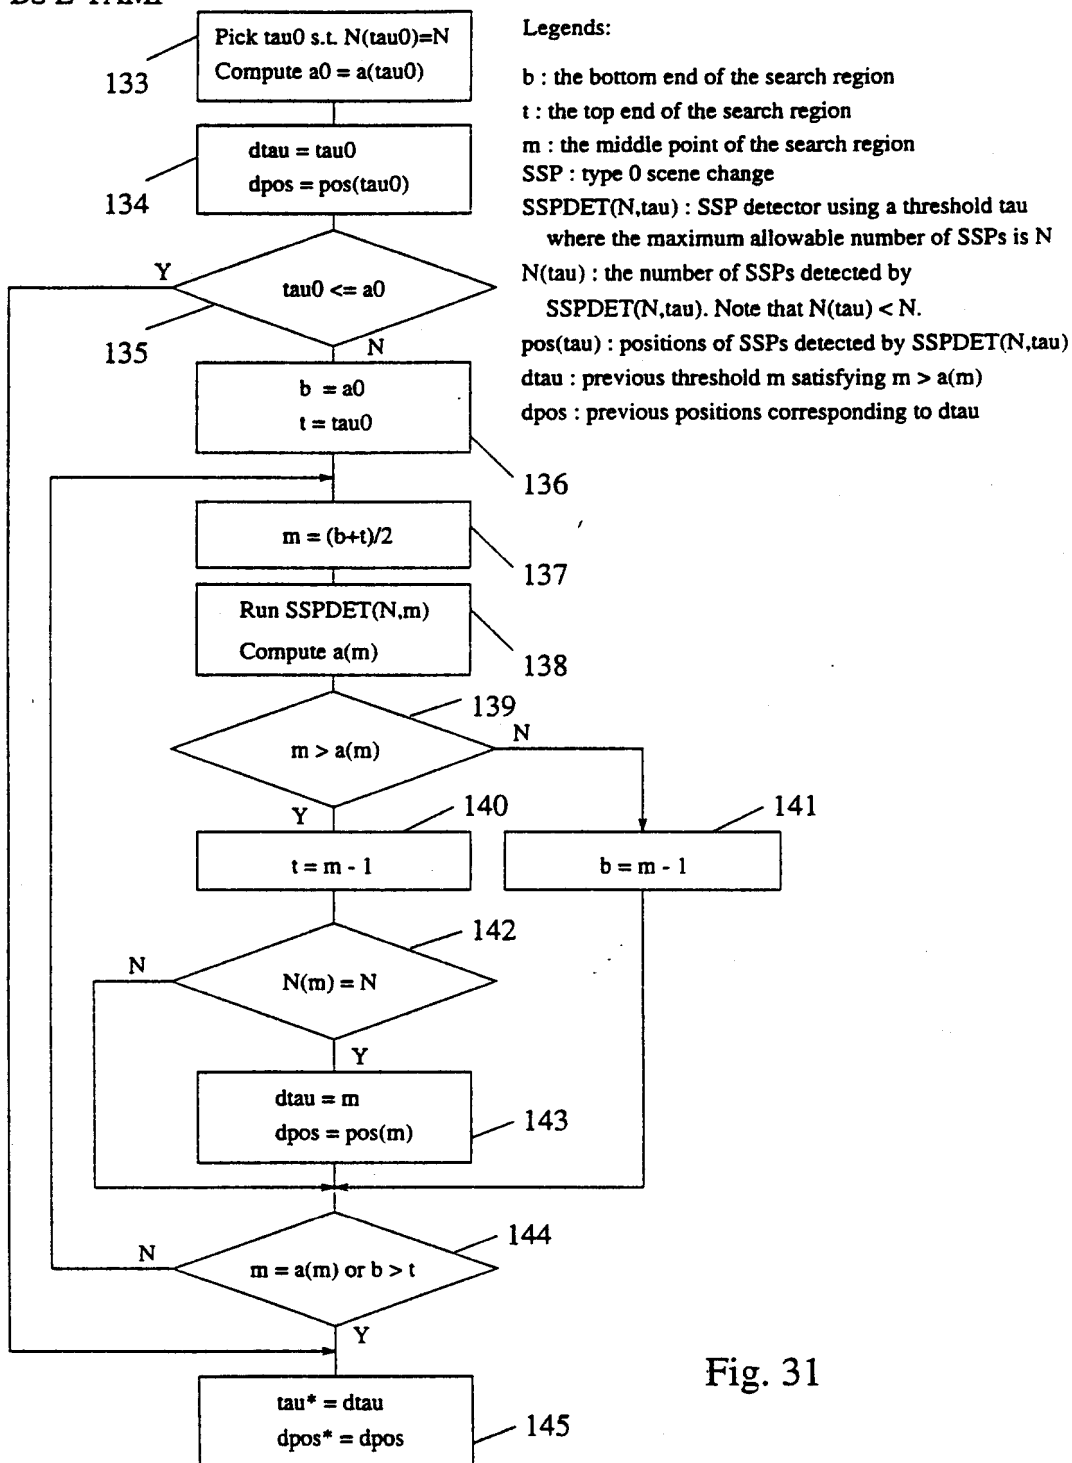 Pick tau0 s.t. N(tau0)=N
Compute a0 = a(tau0)
133
dtau = tau0
dpos = pos(tau0)
134
Y
tau0 <= a0
135
N
b = a0
t = tau0
136
m = (b+t)/2
137
Run SSPDET(N,m)
Compute a(m)
138
139
m > a(m)
N
Y
140
141
t = m - 1
b = m - 1
142
N
N(m) = N
Y
dtau = m
dpos = pos(m)
143
144
N
m = a(m) or b > t
Y
tau* = dtau
dpos* = dpos
145
Legends:
b : the bottom end of the search region
t : the top end of the search region
m : the middle point of the search region
SSP : type 0 scene change
SSPDET(N,tau) : SSP detector using a threshold tau
where the maximum allowable number of SSPs is N
N(tau) : the number of SSPs detected by
SSPDET(N,tau). Note that N(tau) < N.
pos(tau) : positions of SSPs detected by SSPDET(N,tau)
dtau : previous threshold m satisfying m > a(m)
dpos : previous positions corresponding to dtau
Fig. 31